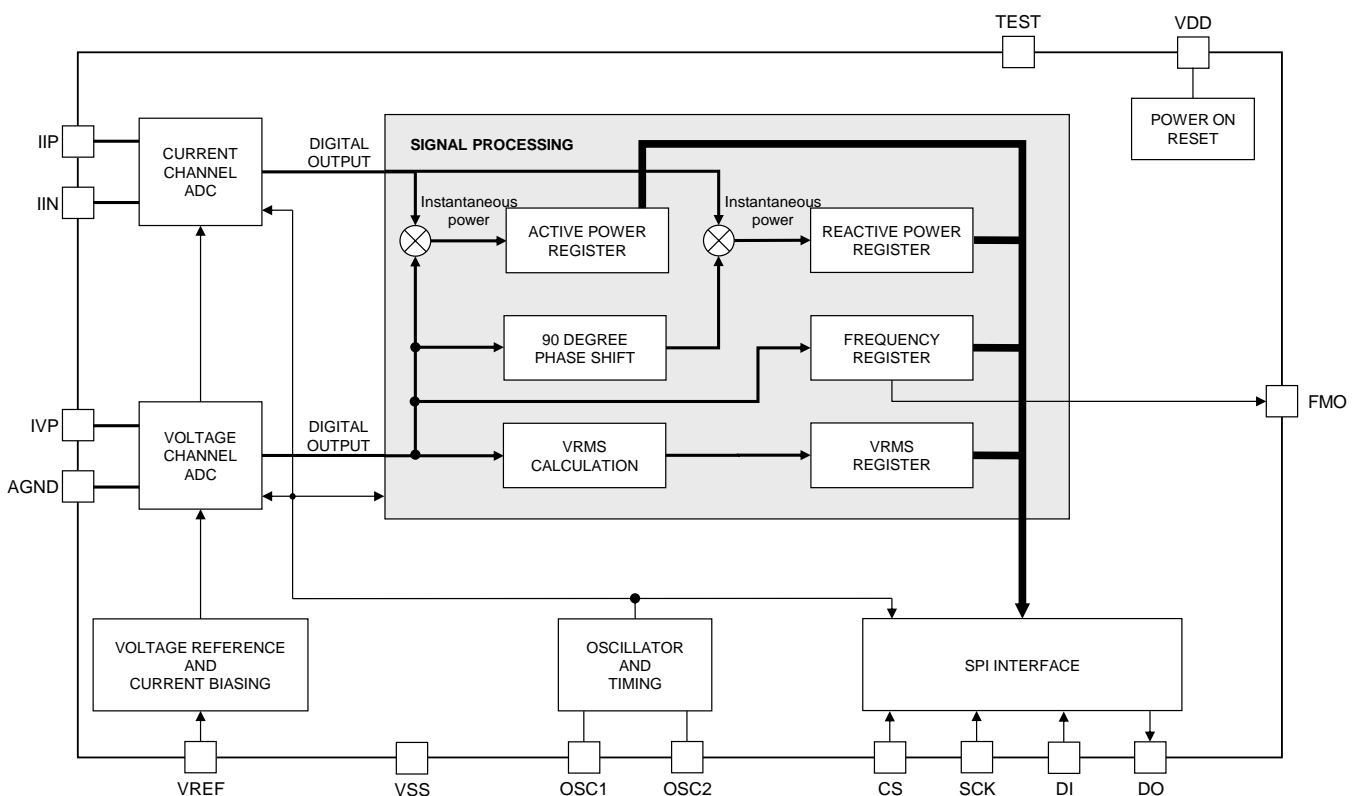 TEST
VDD
POWER ON
RESET
IIP
IIN
CURRENT
CHANNEL
ADC
DIGITAL
OUTPUT
SIGNAL PROCESSING
Instantaneous
power
ACTIVE POWER
REGISTER
Instantaneous
power
REACTIVE POWER
REGISTER
90 DEGREE
PHASE SHIFT
FREQUENCY
REGISTER
FMO
IVP
AGND
VOLTAGE
CHANNEL
ADC
DIGITAL
OUTPUT
VRMS
CALCULATION
VRMS
REGISTER
VOLTAGE REFERENCE
AND
CURRENT BIASING
OSCILLATOR
AND
TIMING
SPI INTERFACE
VREF
VSS
OSC1
OSC2
CS
SCK
DI
DO